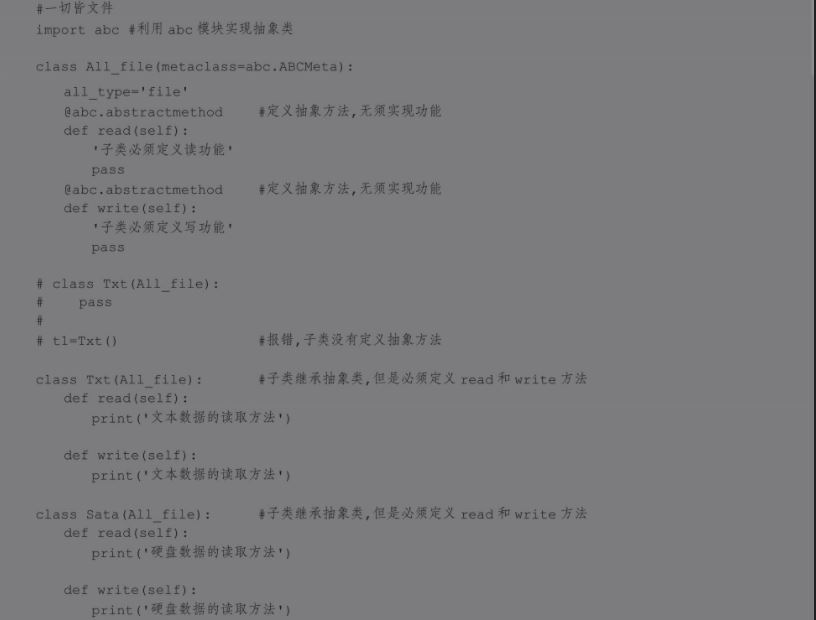 #一切皆文件
import abc #利用 abc 模块实现抽象类
class All_file(metaclass=abc.ABCMeta):
all_type='file'
@abc.abstractmethod #定义抽象方法,无须实现功能
def read(self):
'子类必须定义读功能'
pass
@abc.abstractmethod #定义抽象方法,无须实现功能
def write(self):
'子类必须定义写功能'
pass
# class Txt(All_file):
# pass
#
# t1=Txt() #报错,子类没有定义抽象方法
class Txt(All_file): #子类继承抽象类,但是必须定义 read 和 write 方法
def read(self):
print('文本数据的读取方法')
def write(self):
print('文本数据的读取方法')
class Sata(All_file): #子类继承抽象类,但是必须定义 read 和 write 方法
def read(self):
print('硬盘数据的读取方法')
def write(self):
print('硬盘数据的读取方法')